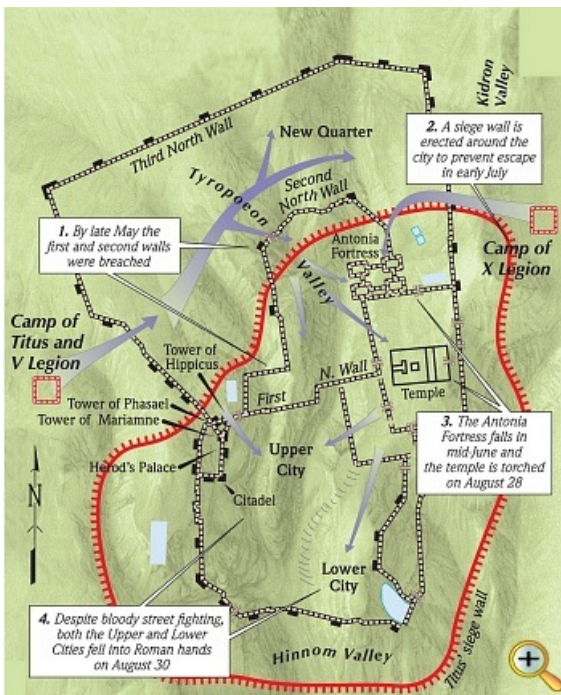 Kidron
Valley
New Quarter
Third North Wall
2. A siege wall is
erected around the
city to prevent escape
in early July
Tyropoeon
Second
North Wall
1. By late May the
first and second walls
were breached
Antonia
Fortress
Camp of
X Legion
Valley
Camp of
Titus and
V Legion
Tower of
Hippicus
N. Wall
First
Temple
Tower of Phasael
Tower of Mariamne
3. The Antonia
Fortress falls in
mid-June and
the temple is torched
on August 28
Herod's Palace
Upper
City
N
Citadel
Lower
City
4. Despite bloody street fighting,
both the Upper and Lower
Cities fell into Roman hands
on August 30
Hinnom Valley
Titus' siege wall